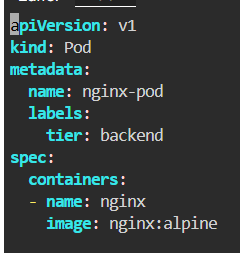 apiVersion: v1
kind: Pod
metadata:
  name: nginx-pod
  labels:
    tier: backend
spec:
  containers:
  - name: nginx
    image: nginx:alpine